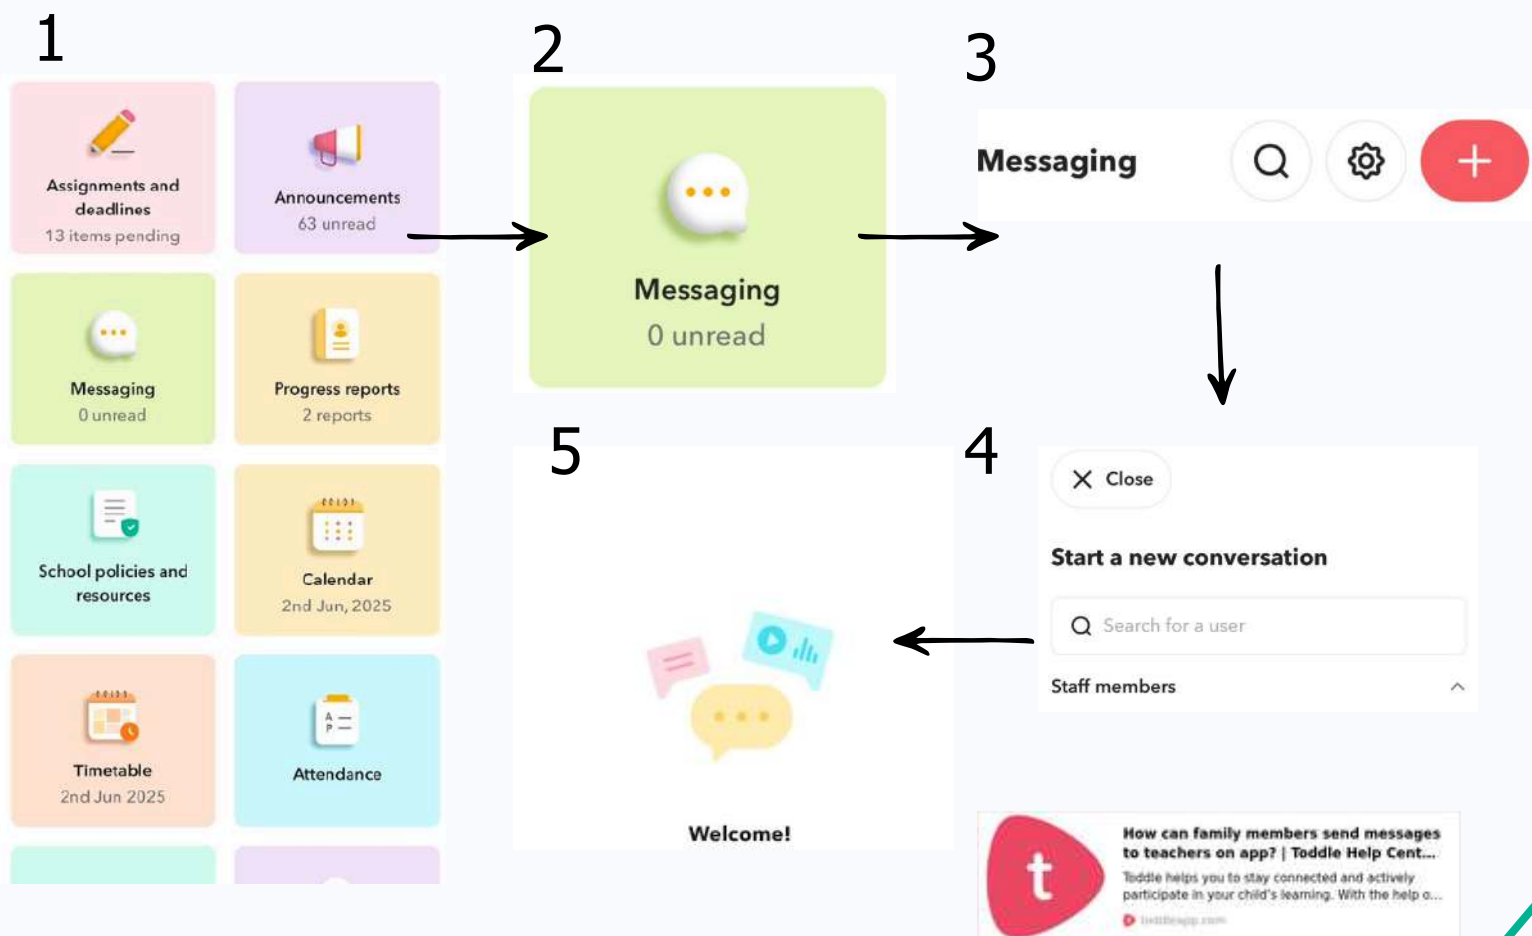 1
Assignments and
deadlines
13 items pending
Announcements
63 unread
Messaging
0 unread
Progress reports
2 reports
School policies and
resources
Calendar
2nd Jun, 2025
Timetable
2nd Jun 2025
A
P
Attendance
2
Messaging
0 unread
3
Messaging
4
Close
Start a new conversation
Search for a user
Staff members
5
Welcome!
t
How can family members send messages
to teachers on app? | Toddle Help Cent...
Toddle helps you to stay connected and actively
participate in your child's learning. With the help o...
toddleapp.com